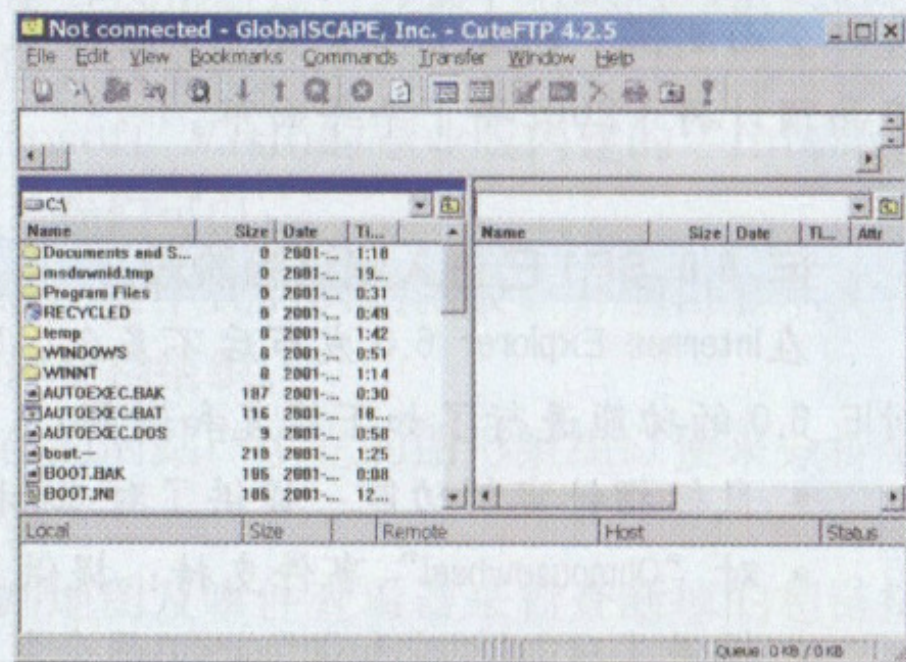 Not connected - GlobalSCAPE, Inc. - CuteFTP 4.2.5
File Edit View Bookmarks Commands Transfer Window Help
C:\
Name Size Date Ti... Name Size Date Ti... Attr
Documents and S... 0 2001-... 1:18
msdownld.tmp 0 2001-... 19...
Program Files 0 2001-... 0:31
RECYCLED 0 2001-... 0:49
temp 0 2001-... 1:42
WINDOWS 0 2001-... 0:51
WINNT 0 2001-... 1:14
AUTOEXEC.BAK 187 2001-... 0:30
AUTOEXEC.BAT 116 2001-... 18...
AUTOEXEC.DOS 9 2001-... 0:58
boot.-- 210 2001-... 1:25
BOOT.BAK 186 2001-... 0:08
BOOT.INI 186 2001-... 12...
Local Size Remote Host Status
Queue: 0 KB / 0 KB